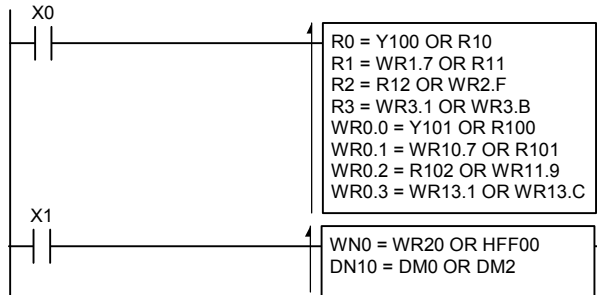 X0
R0 = Y100 OR R10
R1 = WR1.7 OR R11
R2 = R12 OR WR2.F
R3 = WR3.1 OR WR3.B
WR0.0 = Y101 OR R100
WR0.1 = WR10.7 OR R101
WR0.2 = R102 OR WR11.9
WR0.3 = WR13.1 OR WR13.C
X1
WN0 = WR20 OR HFF00
DN10 = DM0 OR DM2